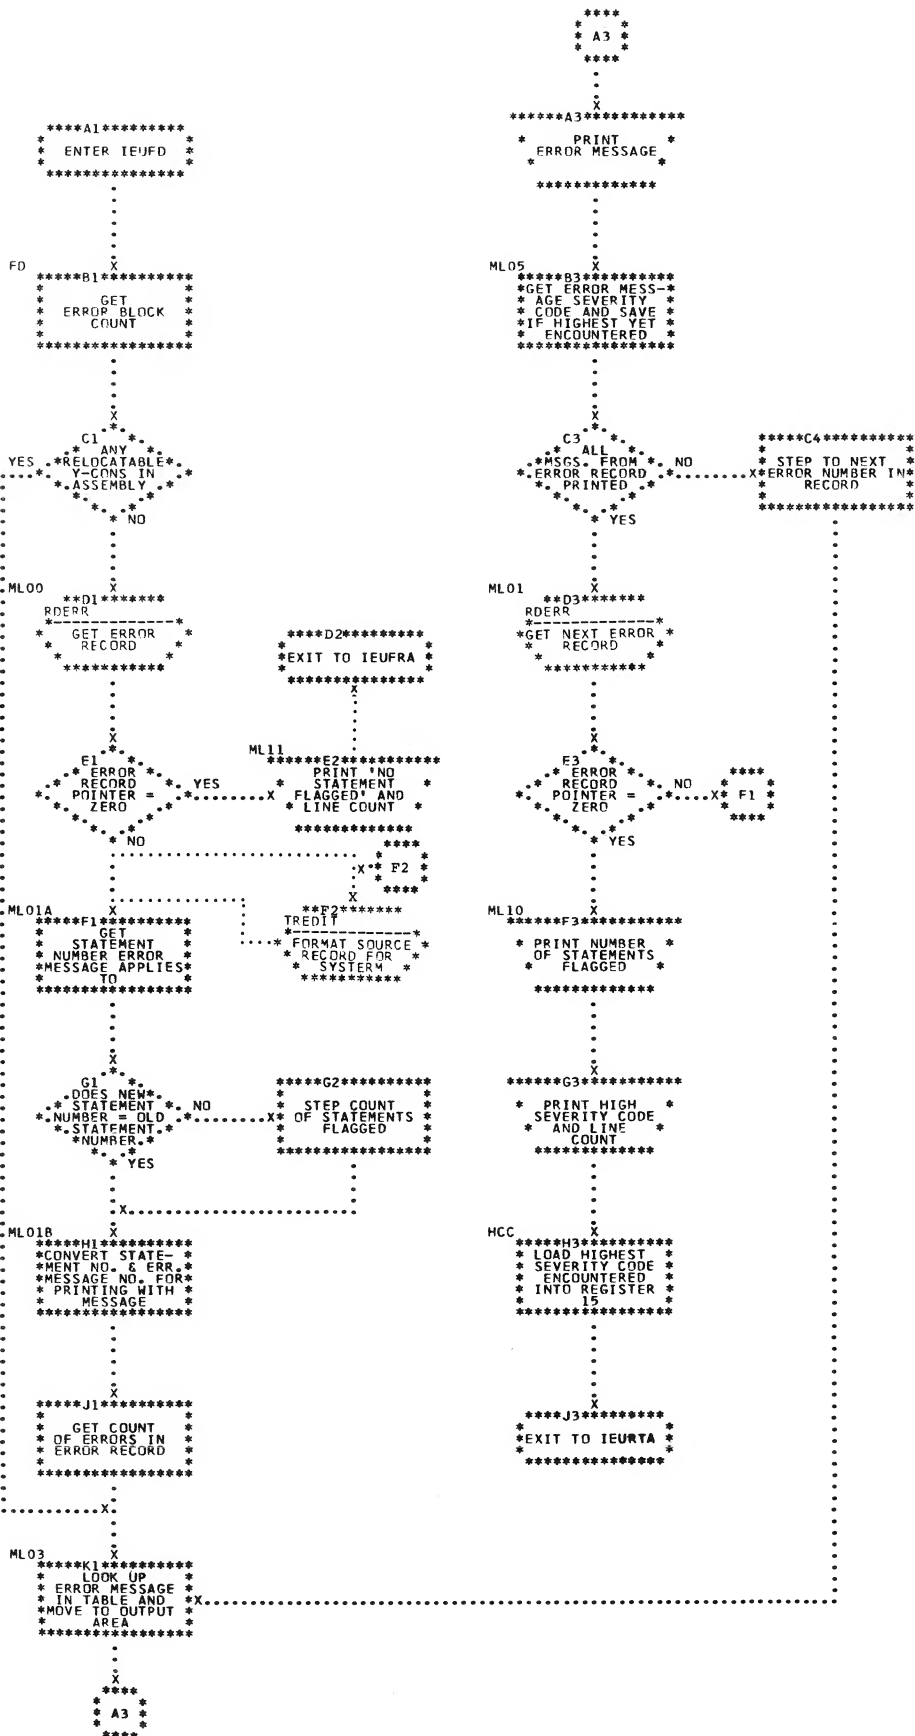 A1
ENTER IEUFD
FD
B1
GET
ERROR BLOCK
COUNT
C1
ANY
RELOCATABLE
Y-CONS IN
ASSEMBLY
YES
NO
ML00
D1
RDERR
GET ERROR
RECORD
D2
EXIT TO IEUFRA
E1
ERROR
RECORD
POINTER =
ZERO
YES
NO
ML11
E2
PRINT 'NO
STATEMENT
FLAGGED' AND
LINE COUNT
F2
ML01A
F1
GET
STATEMENT
NUMBER ERROR
MESSAGE APPLIES
TO
F2
TREDIT
FORMAT SOURCE
RECORD FOR
SYSTERM
G1
DOES NEW
STATEMENT
NUMBER = OLD
STATEMENT
NUMBER.
NO
YES
G2
STEP COUNT
OF STATEMENTS
FLAGGED
ML01B
H1
CONVERT STATE-
MENT NO. & ERR.
MESSAGE NO. FOR
PRINTING WITH
MESSAGE
J1
GET COUNT
OF ERRORS IN
ERROR RECORD
ML03
K1
LOOK UP
ERROR MESSAGE
IN TABLE AND
MOVE TO OUTPUT
AREA
A3
A3
A3
PRINT
ERROR MESSAGE
ML05
B3
GET ERROR MESS-
AGE SEVERITY
CODE AND SAVE
IF HIGHEST YET
ENCOUNTERED
C3
ALL
MSGS. FROM
ERROR RECORD
PRINTED
NO
YES
C4
STEP TO NEXT
ERROR NUMBER IN
RECORD
ML01
D3
RDERR
GET NEXT ERROR
RECORD
E3
ERROR
RECORD
POINTER =
ZERO
NO
YES
F1
ML10
F3
PRINT NUMBER
OF STATEMENTS
FLAGGED
G3
PRINT HIGH
SEVERITY CODE
AND LINE
COUNT
HCC
H3
LOAD HIGHEST
SEVERITY CODE
ENCOUNTERED
INTO REGISTER
15
J3
EXIT TO IEURTA